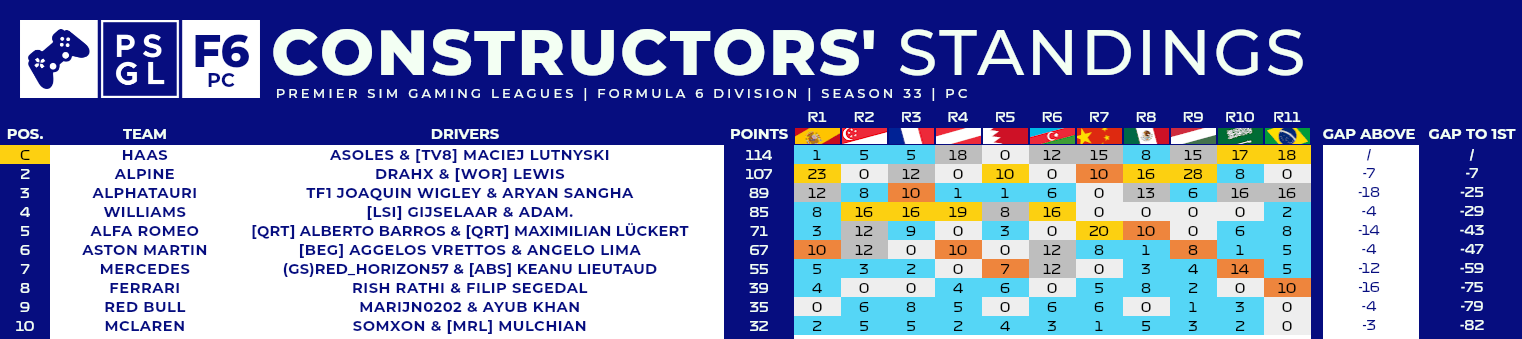 PS GL F6 PC CONSTRUCTORS' STANDINGS
PREMIER SIM GAMING LEAGUES | FORMULA 6 DIVISION | SEASON 33 | PC
R1 R2 R3 R4 R5 R6 R7 R8 R9 R10 R11
POS. TEAM DRIVERS POINTS GAP ABOVE GAP TO 1ST
C HAAS ASOLES & [TV8] MACIEJ LUTNYSKI 114 1 5 5 18 0 12 15 8 15 17 18 / /
2 ALPINE DRAHX & [WOR] LEWIS 107 23 0 12 0 10 0 10 16 28 8 0 -7 -7
3 ALPHATAURI TF1 JOAQUIN WIGLEY & ARYAN SANGHA 89 12 8 10 1 1 6 0 13 6 16 16 -18 -25
4 WILLIAMS [LSI] GIJSELAAR & ADAM. 85 8 16 16 19 8 16 0 0 0 0 2 -4 -29
5 ALFA ROMEO [QRT] ALBERTO BARROS & [QRT] MAXIMILIAN LÜCKERT 71 3 12 9 0 3 0 20 10 0 6 8 -14 -43
6 ASTON MARTIN [BEG] AGGELOS VRETTOS & ANGELO LIMA 67 10 12 0 10 0 12 8 1 8 1 5 -4 -47
7 MERCEDES (GS)RED_HORIZON57 & [ABS] KEANU LIEUTAUD 55 5 3 2 0 7 12 0 3 4 14 5 -12 -59
8 FERRARI RISH RATHI & FILIP SEGEDAL 39 4 0 0 4 6 0 5 8 2 0 10 -16 -75
9 RED BULL MARIJN0202 & AYUB KHAN 35 0 6 8 5 0 6 6 0 1 3 0 -4 -79
10 MCLAREN SOMXON & [MRL] MULCHIAN 32 2 5 5 2 4 3 1 5 3 2 0 -3 -82